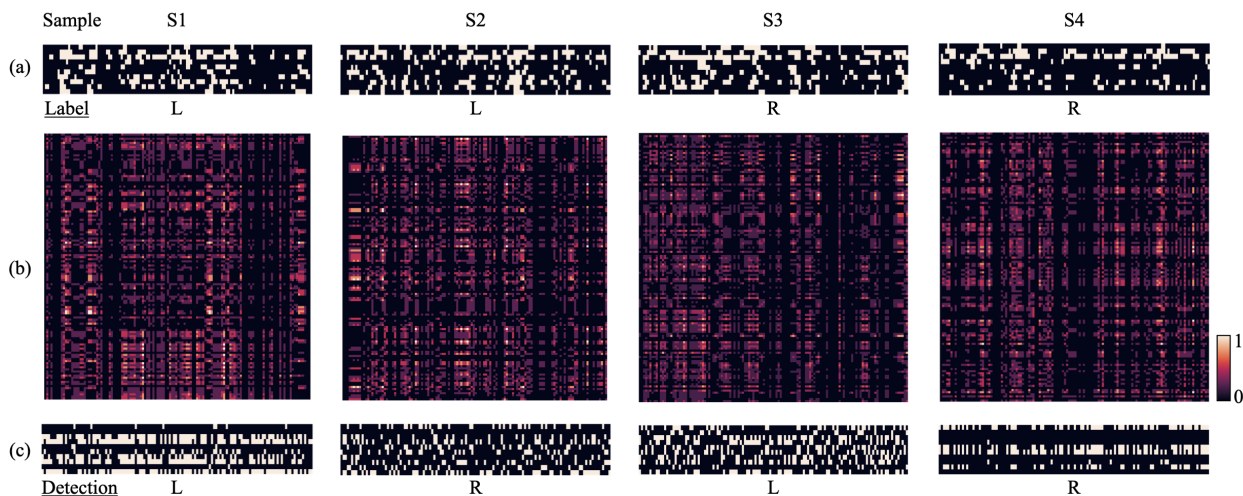 Sample S1 S2 S3 S4
(a)
Label L L R R
(b)
1
0
(c)
Detection L R L R